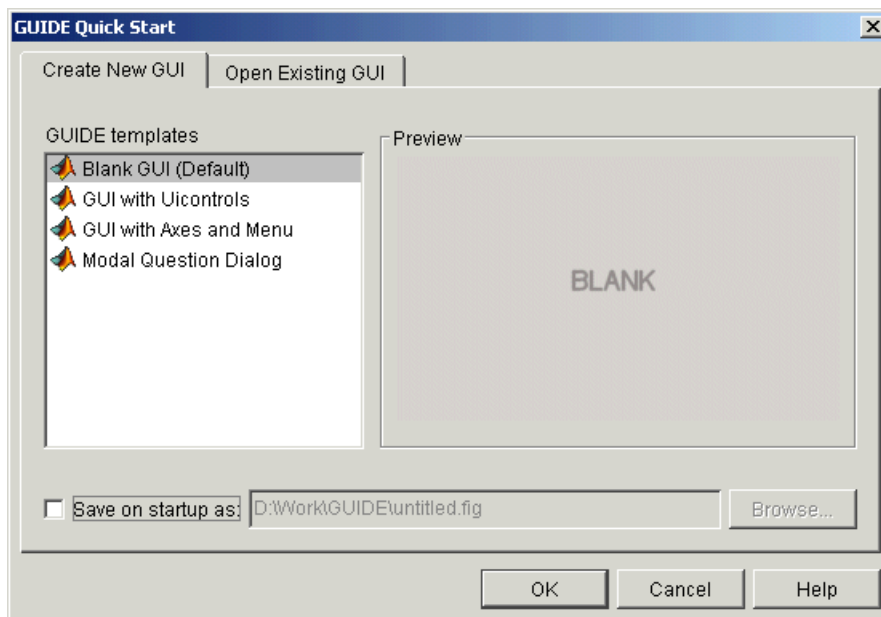 GUIDE Quick Start
Create New GUI
Open Existing GUI
GUIDE templates
Blank GUI (Default)
GUI with Uicontrols
GUI with Axes and Menu
Modal Question Dialog
Preview
BLANK
Save on startup as: D:\Work\GUIDE\untitled.fig Browse...
OK Cancel Help